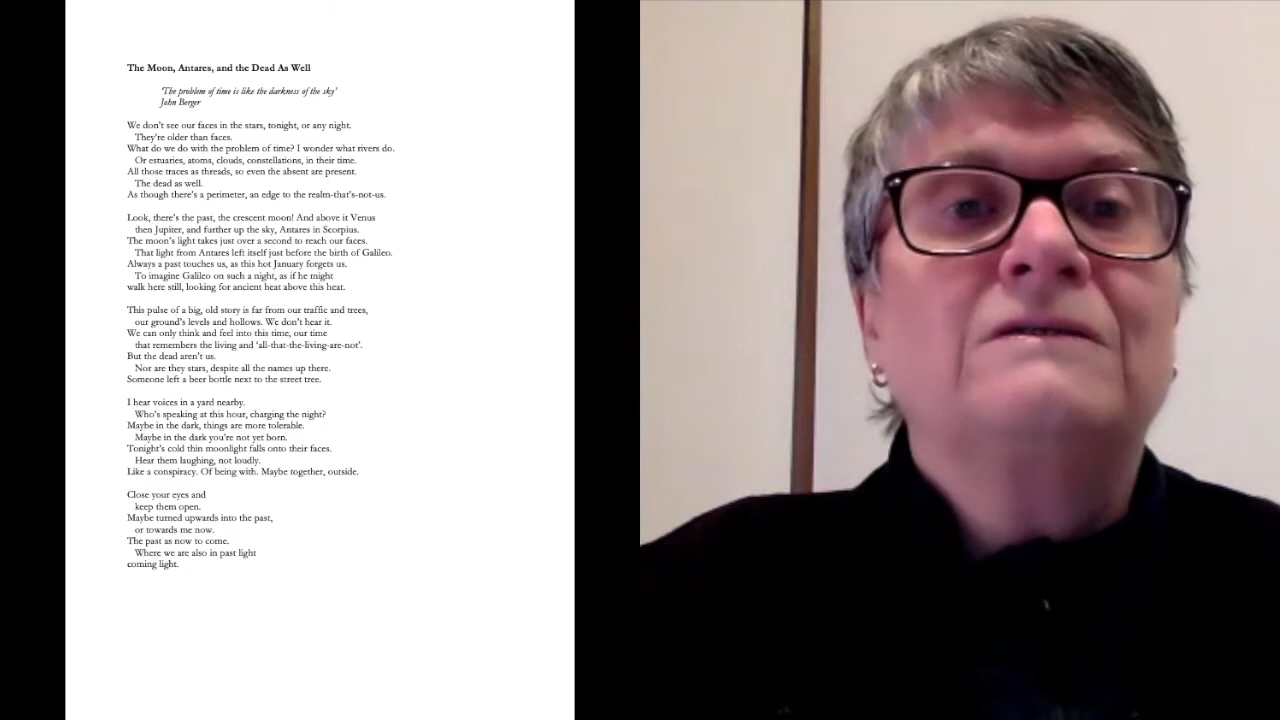 The Moon, Antares, and the Dead As Well
'The problem of time is like the darkness of the sky'
John Berger
We don't see our faces in the stars, tonight, or any night.
They're older than faces.
What do we do with the problem of time? I wonder what rivers do.
Or estuaries, atoms, clouds, constellations, in their time.
All those traces as threads, so even the absent are present.
The dead as well.
As though there's a perimeter, an edge to the realm-that's-not-us.
Look, there's the past, the crescent moon! And above it Venus
then Jupiter, and further up the sky, Antares in Scorpius.
The moon's light takes just over a second to reach our faces.
That light from Antares left itself just before the birth of Galileo.
Always a past touches us, as this hot January forgets us.
To imagine Galileo on such a night, as if he might
walk here still, looking for ancient heat above this heat.
This pulse of a big, old story is far from our traffic and trees,
our ground's levels and hollows. We don't hear it.
We can only think and feel into this time, our time
that remembers the living and 'all-that-the-living-are-not'.
But the dead aren't us.
Nor are they stars, despite all the names up there.
Someone left a beer bottle next to the street tree.
I hear voices in a yard nearby.
Who's speaking at this hour, charging the night?
Maybe in the dark, things are more tolerable.
Maybe in the dark you're not yet born.
Tonight's cold thin moonlight falls onto their faces.
Hear them laughing, not loudly.
Like a conspiracy. Of being with. Maybe together, outside.
Close your eyes and
keep them open.
Maybe turned upwards into the past,
or towards me now.
The past as now to come.
Where we are also in past light
coming light.